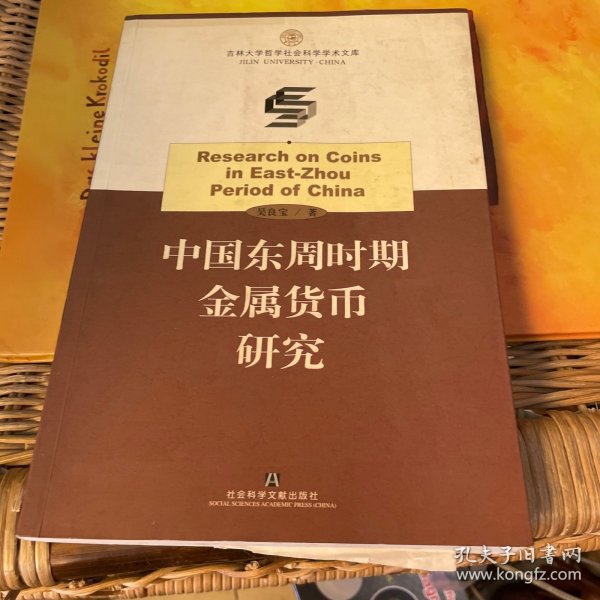 吉林大学哲学社会科学学术文库
JILIN UNIVERSITY·CHINA
Research on Coins
in East-Zhou
Period of China
吴良宝 / 著
中国东周时期
金属货币
研究
社会科学文献出版社
SOCIAL SCIENCES ACADEMIC PRESS (CHINA)
Das kleine Krokodil
孔夫子旧书网
www.kongfz.com